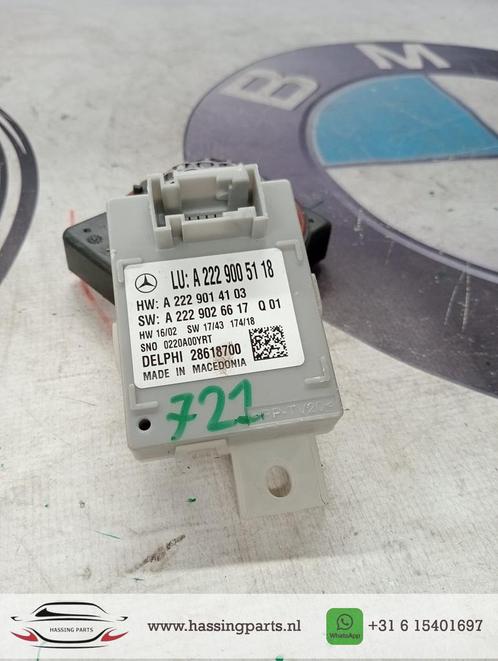 B M
LU: A 222 900 51 18
HW: A 222 901 41 03
SW: A 222 902 66 17 Q 01
HW 16/02 SW 17/43 174/18
SNO 0220A00YRT
DELPHI 28618700
MADE IN MACEDONIA
721
HASSING PARTS
www.hassingparts.nl
WhatsApp
+31 6 15401697